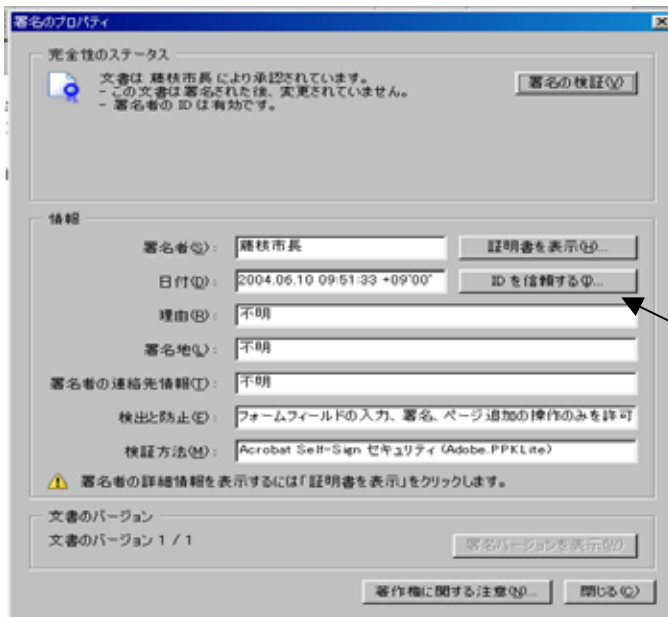 署名のプロパティ
完全性のステータス
文書は 藤枝市長 により承認されています。
- この文書は署名された後、変更されていません。
- 署名者の ID は有効です。
署名の検証(V)
情報
署名者(S): 藤枝市長 証明書を表示(H)...
日付(D): 2004.06.10 09:51:33 +09'00' ID を信頼する(I)...
理由(R): 不明
署名地(L): 不明
署名者の連絡先情報(T): 不明
検出と防止(E): フォームフィールドの入力、署名、ページ追加の操作のみを許可
検証方法(M): Acrobat Self-Sign セキュリティ (Adobe.PPKLite)
署名者の詳細情報を表示するには「証明書を表示」をクリックします。
文書のバージョン
文書のバージョン 1 / 1 署名バージョンを表示(W)
著作権に関する注意(N)... 閉じる(C)